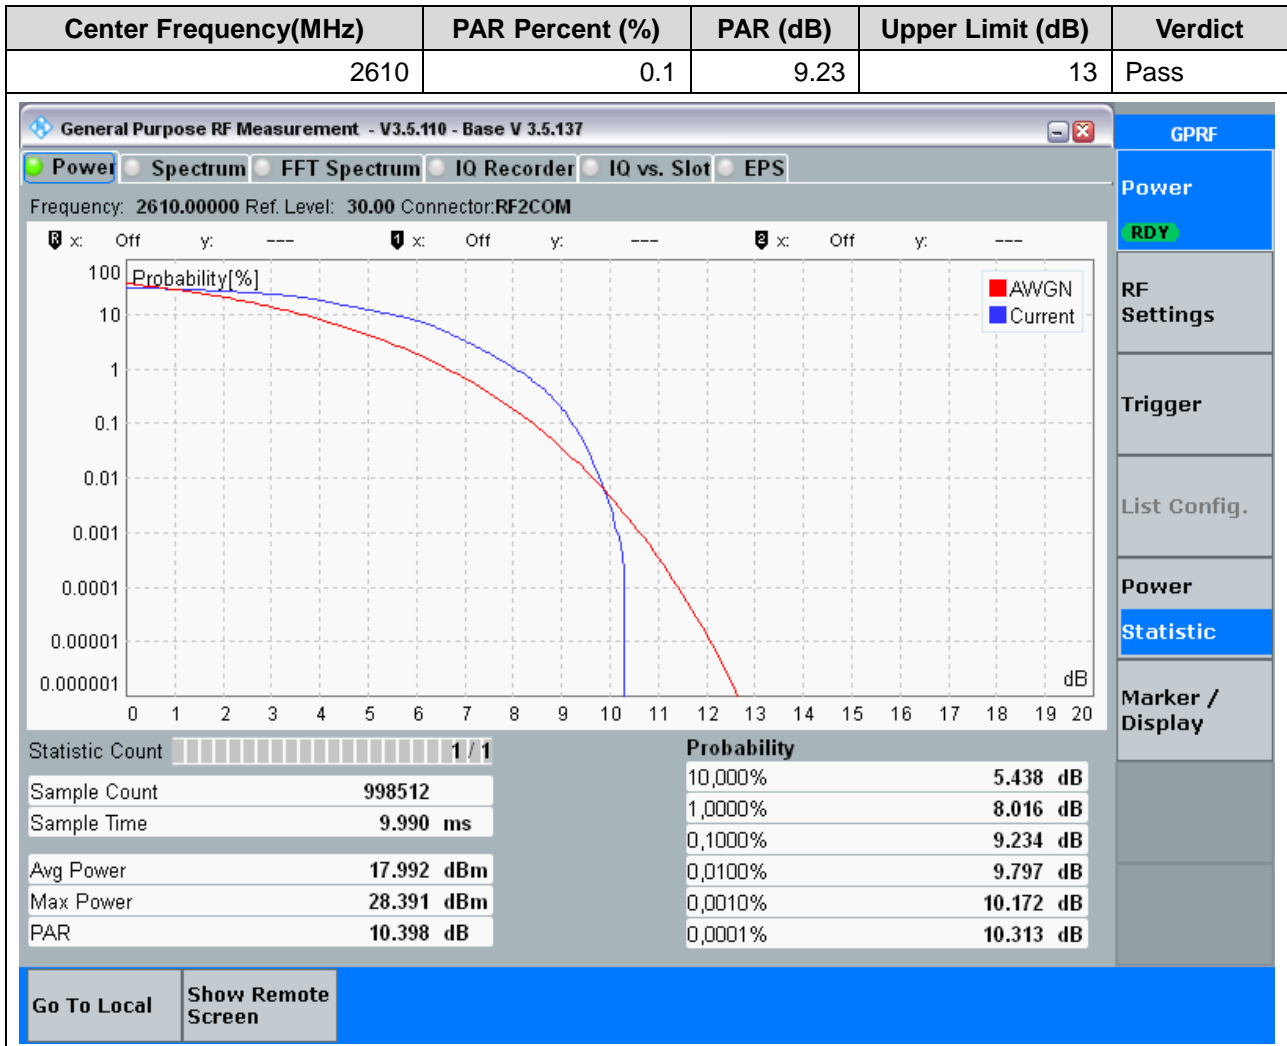 Center Frequency(MHz) PAR Percent (%) PAR (dB) Upper Limit (dB) Verdict
2610 0.1 9.23 13 Pass
General Purpose RF Measurement - V3.5.110 - Base V 3.5.137
GPRF
Power Spectrum FFT Spectrum IQ Recorder IQ vs. Slot EPS
Power
RDY
Frequency: 2610.00000 Ref. Level: 30.00 Connector:RF2COM
R x: Off y: --- 1 x: Off y: --- 2 x: Off y: ---
Probability[%]
AWGN
Current
100
10
1
0.1
0.01
0.001
0.0001
0.00001
0.000001
dB
0 1 2 3 4 5 6 7 8 9 10 11 12 13 14 15 16 17 18 19 20
RF
Settings
Trigger
List Config.
Power
Statistic
Marker /
Display
Statistic Count 1 / 1
Sample Count 998512
Sample Time 9.990 ms
Avg Power 17.992 dBm
Max Power 28.391 dBm
PAR 10.398 dB
Probability
10,000% 5.438 dB
1,0000% 8.016 dB
0,1000% 9.234 dB
0,0100% 9.797 dB
0,0010% 10.172 dB
0,0001% 10.313 dB
Go To Local
Show Remote
Screen